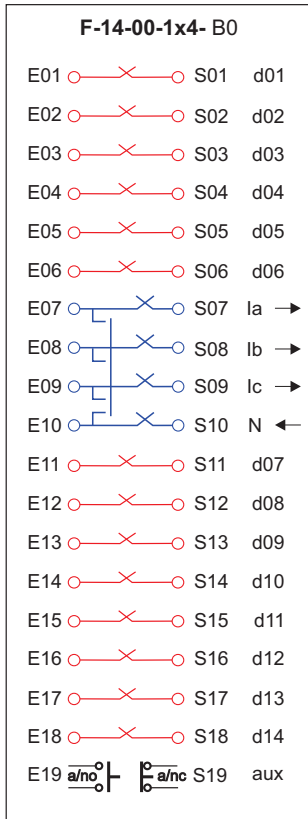 F-14-00-1x4- B0
E01 S01 d01
E02 S02 d02
E03 S03 d03
E04 S04 d04
E05 S05 d05
E06 S06 d06
E07 S07 Ia →
E08 S08 Ib →
E09 S09 Ic →
E10 S10 N ←
E11 S11 d07
E12 S12 d08
E13 S13 d09
E14 S14 d10
E15 S15 d11
E16 S16 d12
E17 S17 d13
E18 S18 d14
E19 a/no a/nc S19 aux